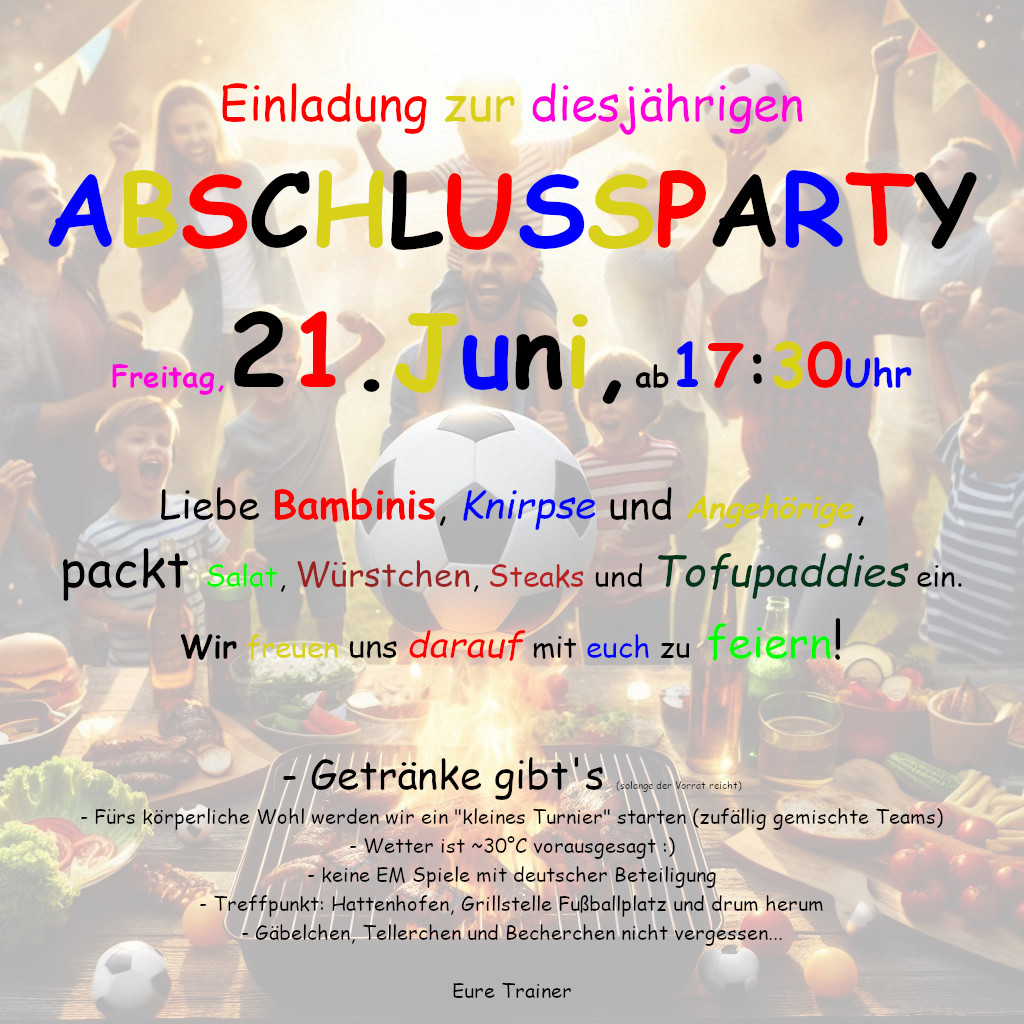 Einladung zur diesjährigen
ABSCHLUSSPARTY
Freitag, 21. Juni, ab 17:30Uhr
Liebe Bambinis, Knirpse und Angehörige,
packt Salat, Würstchen, Steaks und Tofupaddies ein.
Wir freuen uns darauf mit euch zu feiern!
- Getränke gibt's (solange der Vorrat reicht)
- Fürs körperliche Wohl werden wir ein "kleines Turnier" starten (zufällig gemischte Teams)
- Wetter ist ~30°C vorausgesagt :)
- keine EM Spiele mit deutscher Beteiligung
- Treffpunkt: Hattenhofen, Grillstelle Fußballplatz und drum herum
- Gäbelchen, Tellerchen und Becherchen nicht vergessen...
Eure Trainer